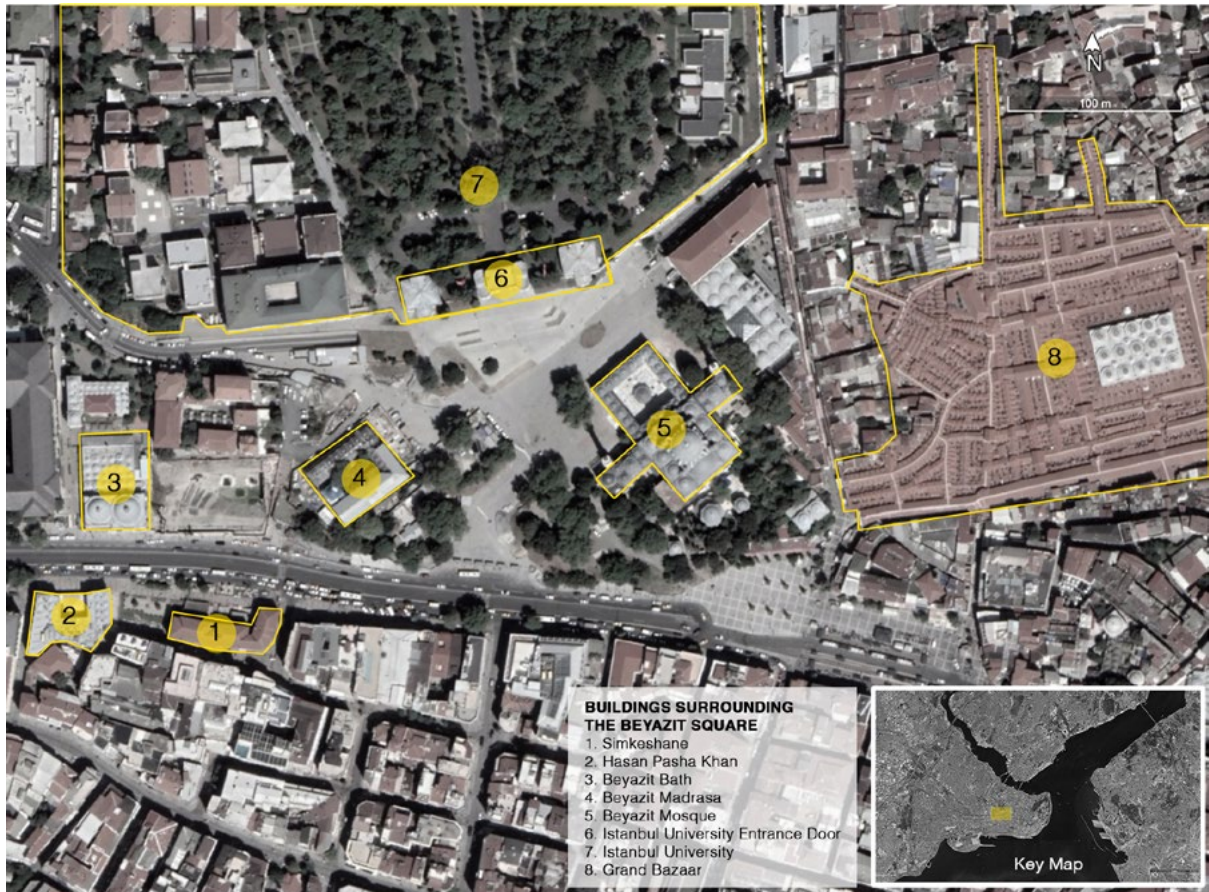 N
100 m
7
6
8
5
4
3
2
1
BUILDINGS SURROUNDING
THE BEYAZIT SQUARE
1. Simkeshane
2. Hasan Pasha Khan
3. Beyazit Bath
4. Beyazit Madrasa
5. Beyazit Mosque
6. Istanbul University Entrance Door
7. Istanbul University
8. Grand Bazaar
Key Map